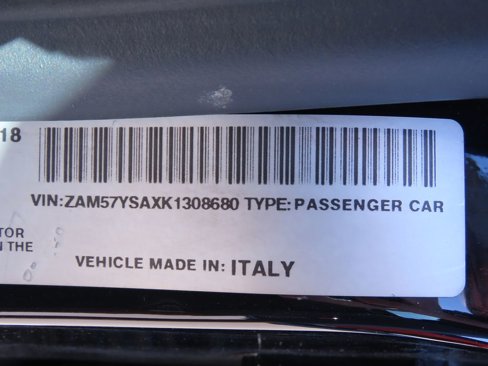 18
VIN:ZAM57YSAXK1308680 TYPE: PASSENGER CAR
TOR
N THE
VEHICLE MADE IN: ITALY